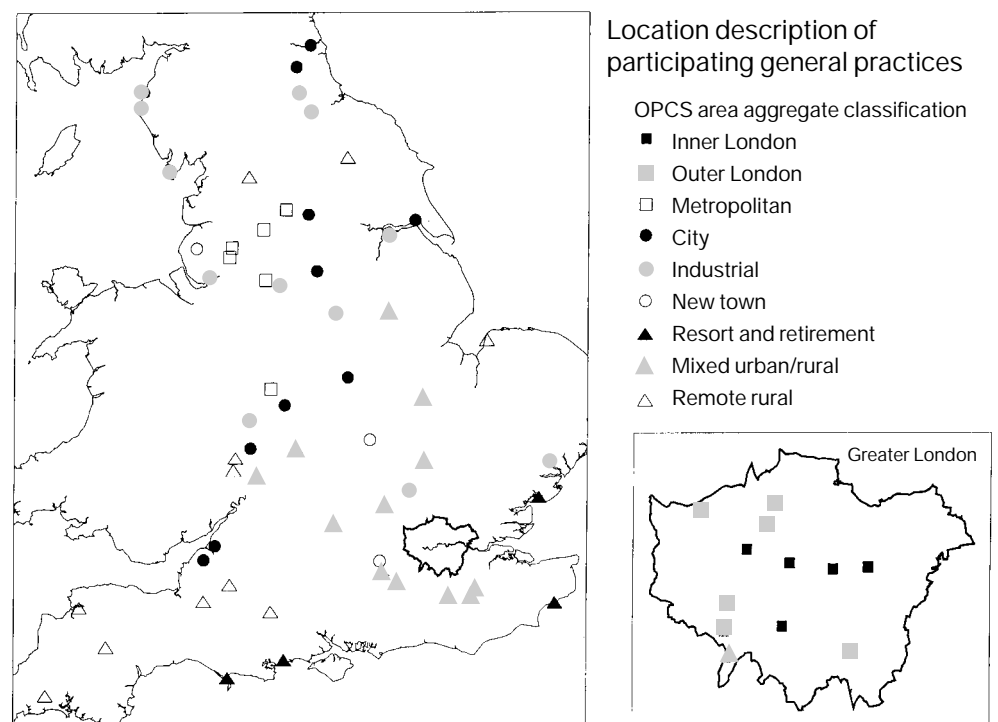 Location description of
participating general practices
OPCS area aggregate classification
Inner London
Outer London
Metropolitan
City
Industrial
New town
Resort and retirement
Mixed urban/rural
Remote rural
Greater London